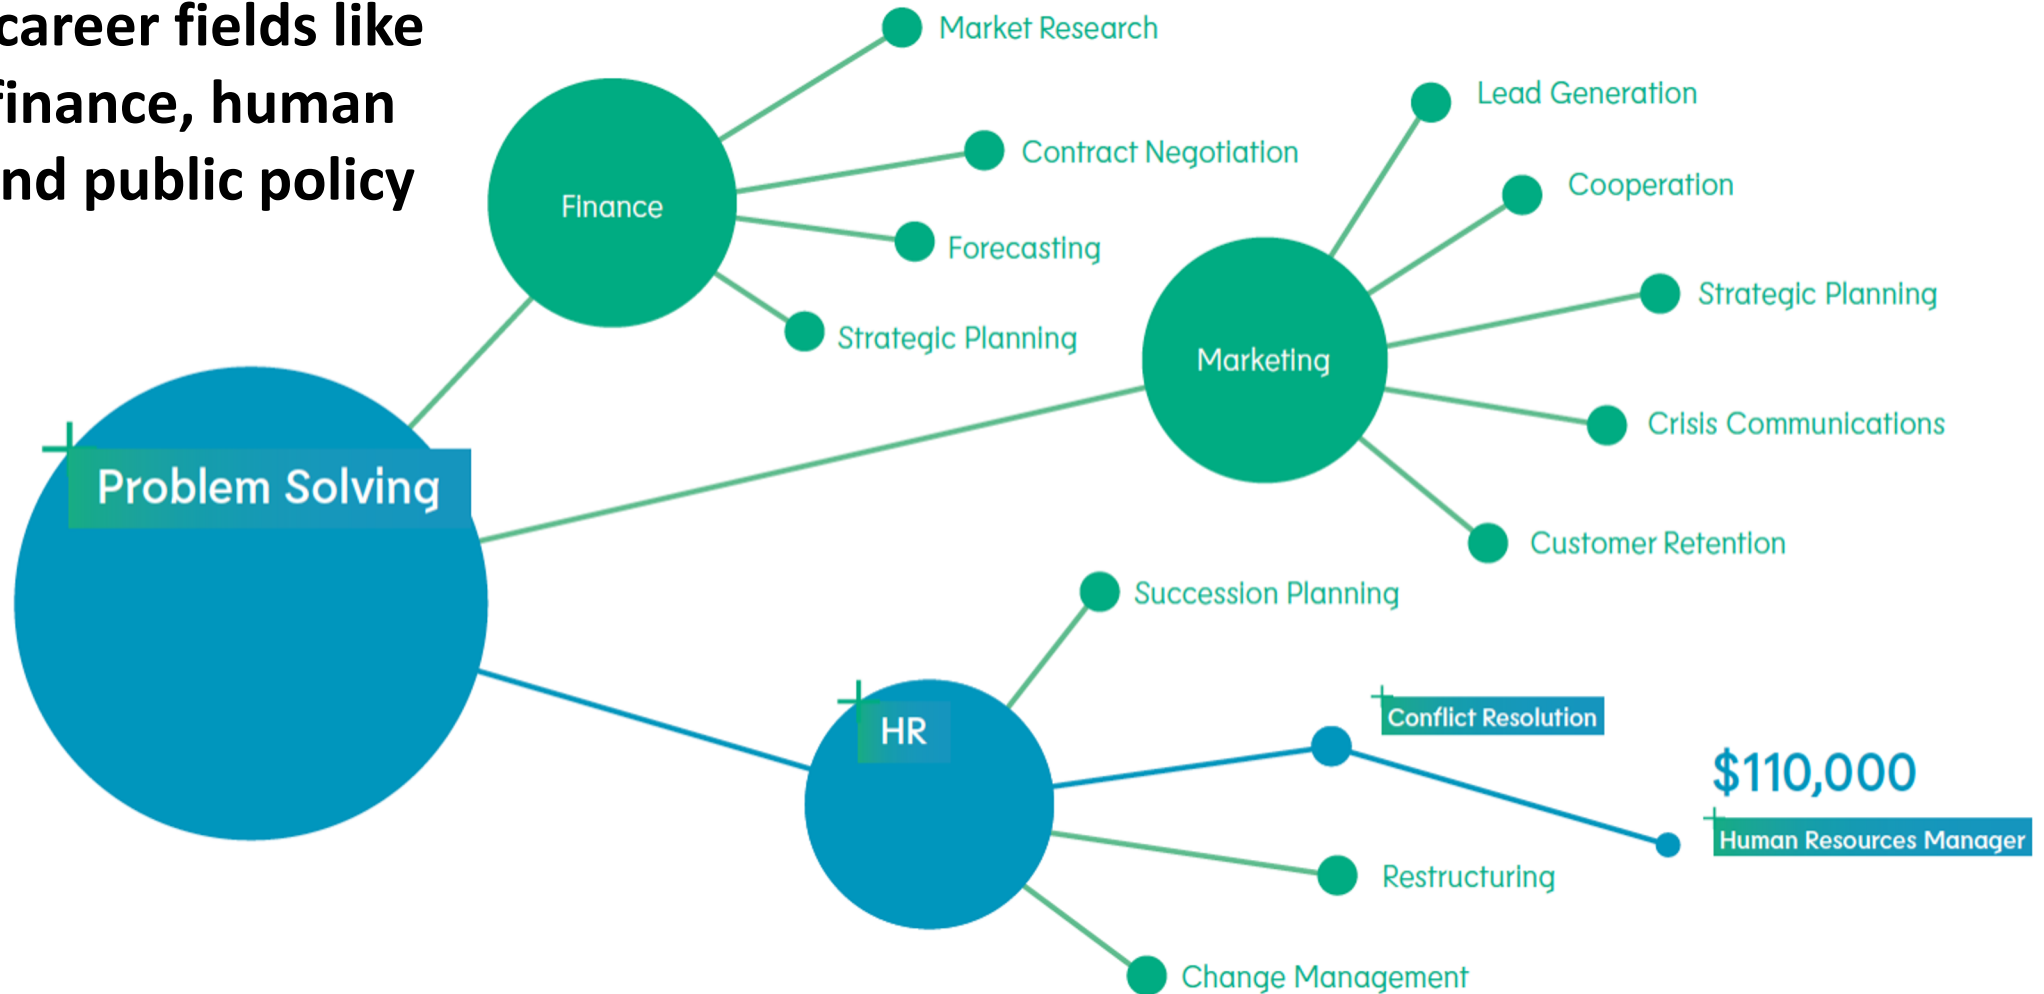 career fields like
finance, human
nd public policy
Market Research
Contract Negotiation
Finance
Forecasting
Strategic Planning
Lead Generation
Cooperation
Strategic Planning
Marketing
Crisis Communications
Customer Retention
Problem Solving
Succession Planning
HR
Conflict Resolution
$110,000
Human Resources Manager
Restructuring
Change Management